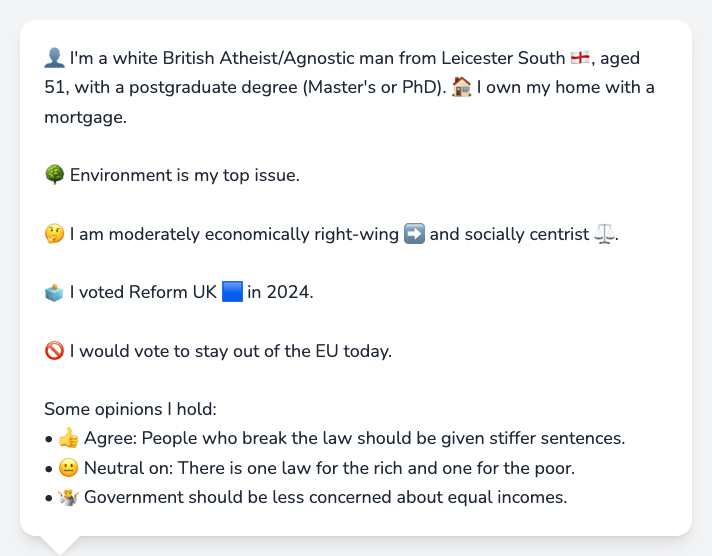 👤 I'm a white British Atheist/Agnostic man from Leicester South 🏴󠁧󠁢󠁥󠁮󠁧󠁿, aged
51, with a postgraduate degree (Master's or PhD). 🏠 I own my home with a
mortgage.
🌳 Environment is my top issue.
🤔 I am moderately economically right-wing ➡️ and socially centrist ⚖️.
🗳️ I voted Reform UK 🟦 in 2024.
🚫 I would vote to stay out of the EU today.
Some opinions I hold:
• 👍 Agree: People who break the law should be given stiffer sentences.
• 😐 Neutral on: There is one law for the rich and one for the poor.
• 🤷 Government should be less concerned about equal incomes.